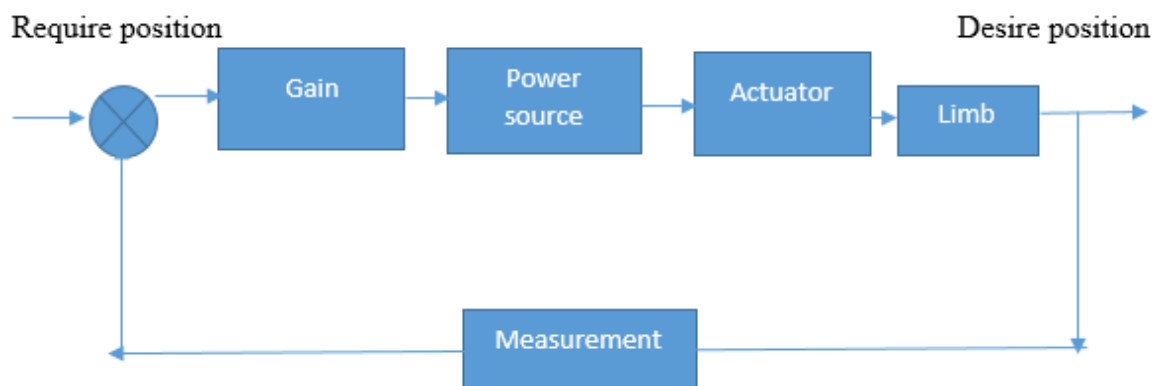 Require position
Desire position
Gain
Power
source
Actuator
Limb
Measurement